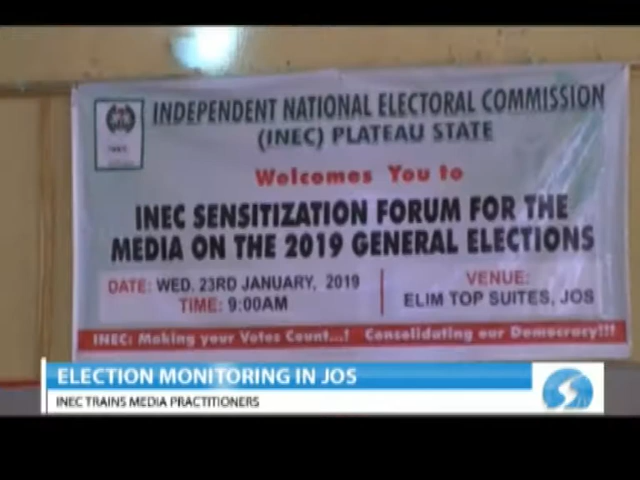 INDEPENDENT NATIONAL ELECTORAL COMMISSION
(INEC) PLATEAU STATE
Welcomes You to
INEC SENSITIZATION FORUM FOR THE
MEDIA ON THE 2019 GENERAL ELECTIONS
DATE: WED. 23RD JANUARY, 2019
TIME: 9:00AM
VENUE:
ELIM TOP SUITES, JOS
INEC: Making your Votes Count...! Consolidating our Democracy!!!
ELECTION MONITORING IN JOS
INEC TRAINS MEDIA PRACTITIONERS